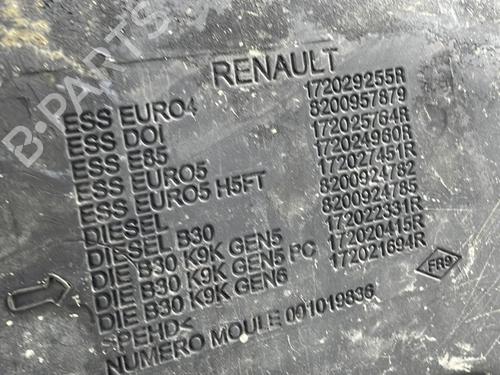 RENAULT
ESS EURO4 172029255R
ESS DOI 8200957879
ESS E85 172025764R
ESS EURO5 172024960R
ESS EURO5 H5FT 172027451R
DIESEL 8200924782
DIESEL B30 8200924785
DIE B30 K9K GEN5 172022331R
DIE B30 K9K GEN5 PC 172020415R
DIE B30 K9K GEN6 172021694R
>PEHD<
NUMERO MOULE 001019836
FR9
B-PARTS